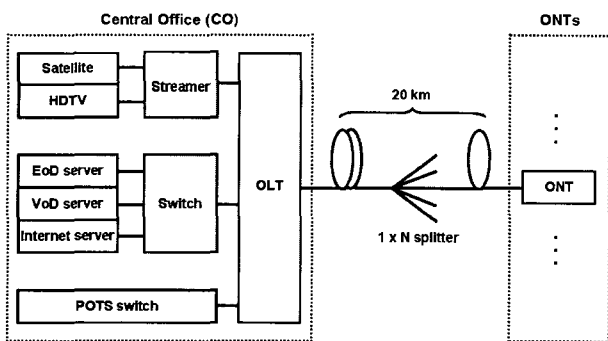 Central Office (CO)
ONTs
Satellite
HDTV
Streamer
20 km
EoD server
VoD server
Internet server
Switch
OLT
ONT
1 x N splitter
POTS switch